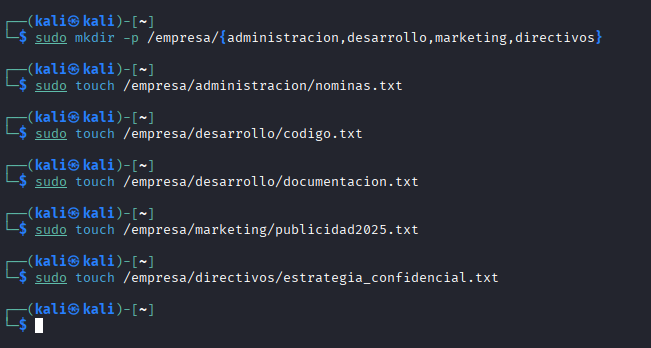 ┌──(kali㉿kali)-[~]
└─$ sudo mkdir -p /empresa/{administracion,desarrollo,marketing,directivos}
┌──(kali㉿kali)-[~]
└─$ sudo touch /empresa/administracion/nominas.txt
┌──(kali㉿kali)-[~]
└─$ sudo touch /empresa/desarrollo/codigo.txt
┌──(kali㉿kali)-[~]
└─$ sudo touch /empresa/desarrollo/documentacion.txt
┌──(kali㉿kali)-[~]
└─$ sudo touch /empresa/marketing/publicidad2025.txt
┌──(kali㉿kali)-[~]
└─$ sudo touch /empresa/directivos/estrategia_confidencial.txt
┌──(kali㉿kali)-[~]
└─$